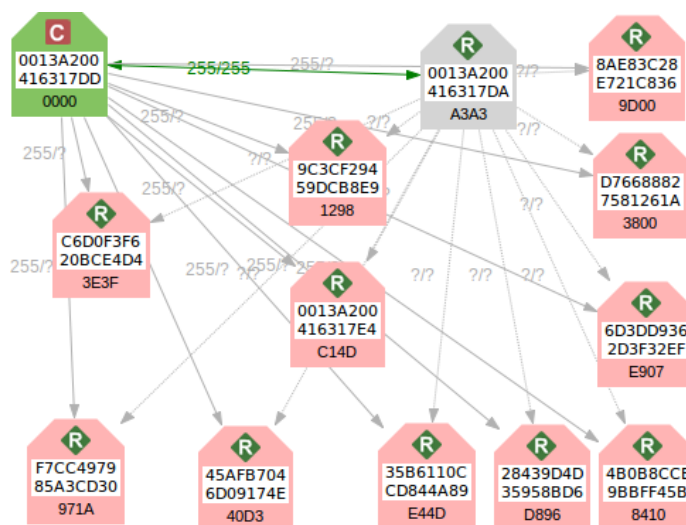 C
0013A200
416317DD
0000
R
0013A200
416317DA
A3A3
R
8AE83C28
E721C836
9D00
R
9C3CF294
59DCB8E9
1298
R
D7668882
7581261A
3800
R
C6D0F3F6
20BCE4D4
3E3F
R
0013A200
416317E4
C14D
R
6D3DD936
2D3F32EF
E907
R
F7CC4979
85A3CD30
971A
R
45AFB704
6D09174E
40D3
R
35B6110C
CD844A89
E44D
R
28439D4D
35958BD6
D896
R
4B0B8CCE
9BBFF45B
8410
255/255
255/?
?/?
255/?
?/?
?/?
255/?
?/?
255/?
?/?
255/?
255/?
?/?
?/?
?/?
?/?